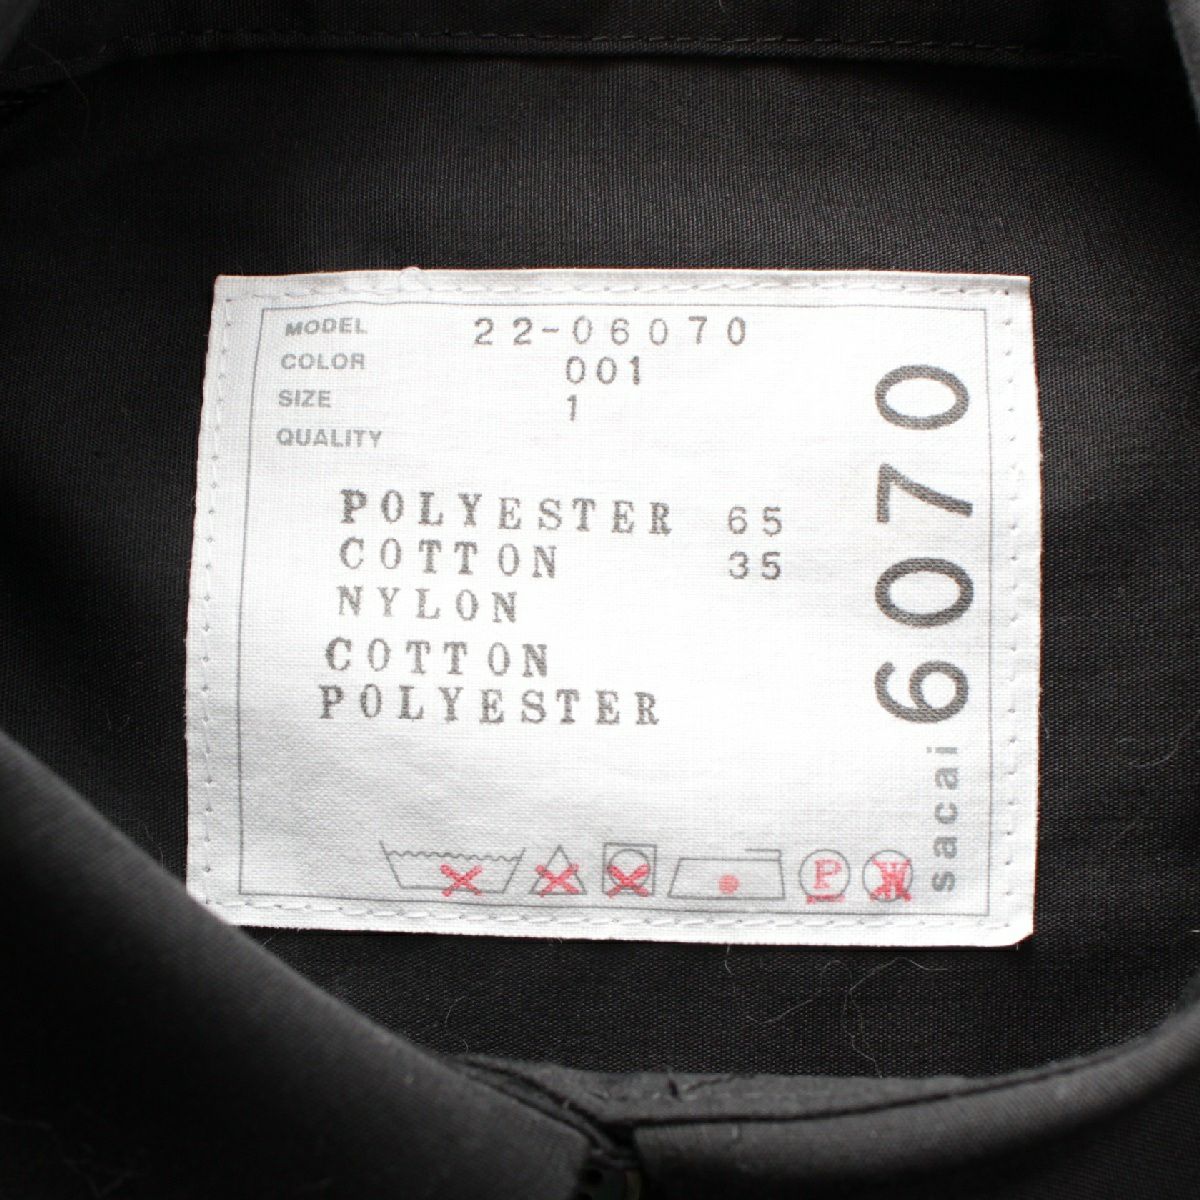 MODEL 22-06070
COLOR 001
SIZE 1
QUALITY
POLYESTER 65
COTTON 35
NYLON
COTTON
POLYESTER
sacai 6070
P
W